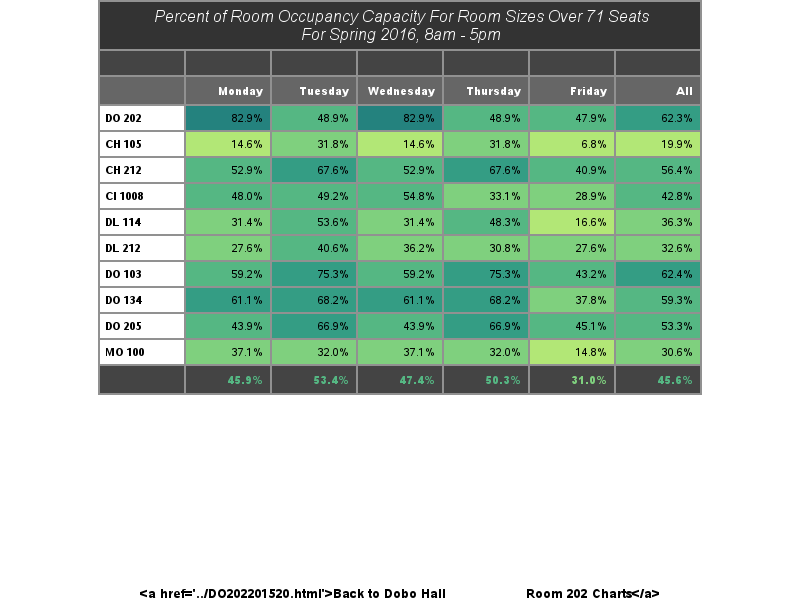 Percent of Room Occupancy Capacity For Room Sizes Over 71 Seats
For Spring 2016, 8am - 5pm
Monday Tuesday Wednesday Thursday Friday All
DO 202 82.9% 48.9% 82.9% 48.9% 47.9% 62.3%
CH 105 14.6% 31.8% 14.6% 31.8% 6.8% 19.9%
CH 212 52.9% 67.6% 52.9% 67.6% 40.9% 56.4%
CI 1008 48.0% 49.2% 54.8% 33.1% 28.9% 42.8%
DL 114 31.4% 53.6% 31.4% 48.3% 16.6% 36.3%
DL 212 27.6% 40.6% 36.2% 30.8% 27.6% 32.6%
DO 103 59.2% 75.3% 59.2% 75.3% 43.2% 62.4%
DO 134 61.1% 68.2% 61.1% 68.2% 37.8% 59.3%
DO 205 43.9% 66.9% 43.9% 66.9% 45.1% 53.3%
MO 100 37.1% 32.0% 37.1% 32.0% 14.8% 30.6%
45.9% 53.4% 47.4% 50.3% 31.0% 45.6%
<a href='../DO202201520.html'>Back to Dobo Hall Room 202 Charts</a>